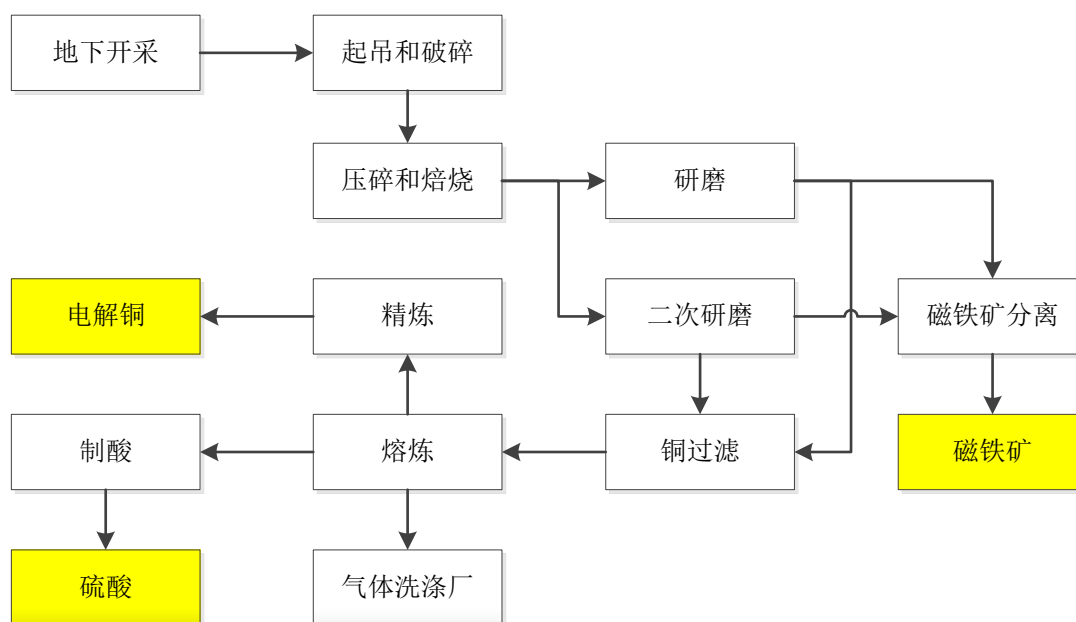 地下开采
起吊和破碎
压碎和焙烧
研磨
电解铜
精炼
二次研磨
磁铁矿分离
制酸
熔炼
铜过滤
磁铁矿
硫酸
气体洗涤厂